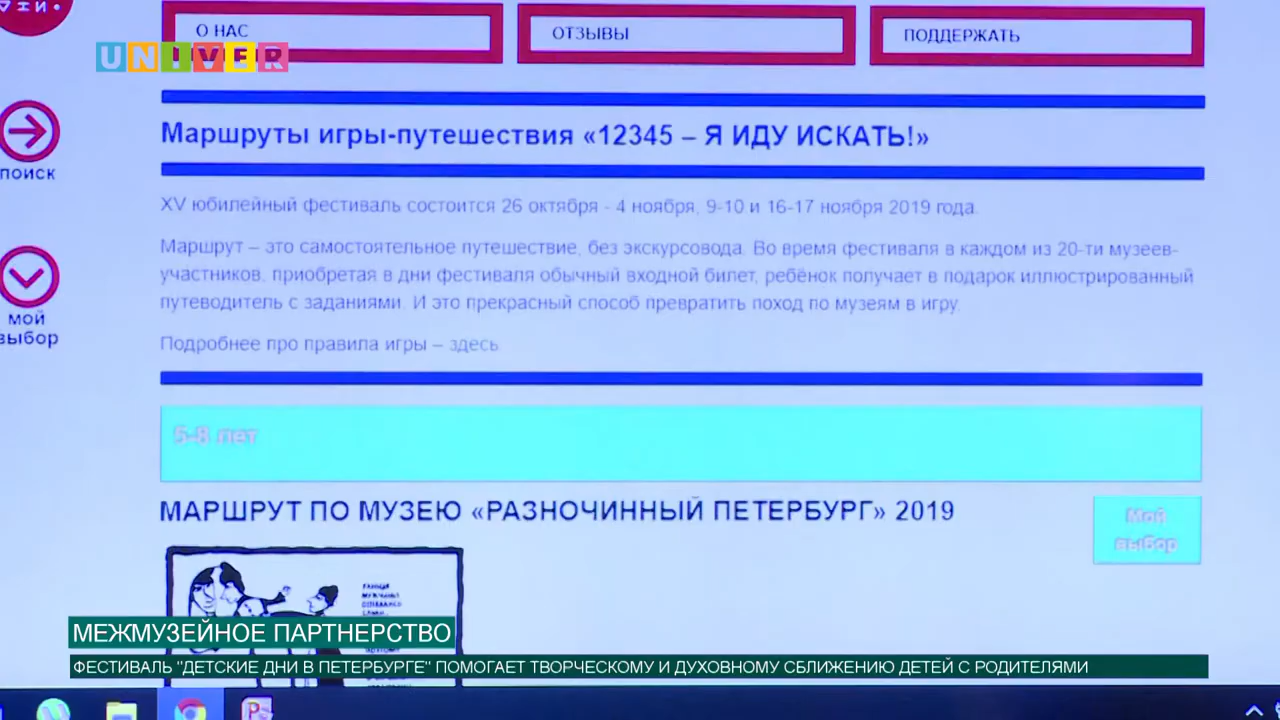 О НАС
ОТЗЫВЫ
ПОДДЕРЖАТЬ
UNIVER
Маршруты игры-путешествия «12345 – Я ИДУ ИСКАТЬ!»
ПОИСК
XV юбилейный фестиваль состоится 26 октября - 4 ноября, 9-10 и 16-17 ноября 2019 года.
Маршрут – это самостоятельное путешествие, без экскурсовода. Во время фестиваля в каждом из 20-ти музеев-
участников, приобретая в дни фестиваля обычный входной билет, ребёнок получает в подарок иллюстрированный
путеводитель с заданиями. И это прекрасный способ превратить поход по музеям в игру.
мой
выбор
Подробнее про правила игры – здесь
5-8 лет
МАРШРУТ ПО МУЗЕЮ «РАЗНОЧИННЫЙ ПЕТЕРБУРГ» 2019
Мой
выбор
МЕЖМУЗЕЙНОЕ ПАРТНЕРСТВО
ФЕСТИВАЛЬ "ДЕТСКИЕ ДНИ В ПЕТЕРБУРГЕ" ПОМОГАЕТ ТВОРЧЕСКОМУ И ДУХОВНОМУ СБЛИЖЕНИЮ ДЕТЕЙ С РОДИТЕЛЯМИ